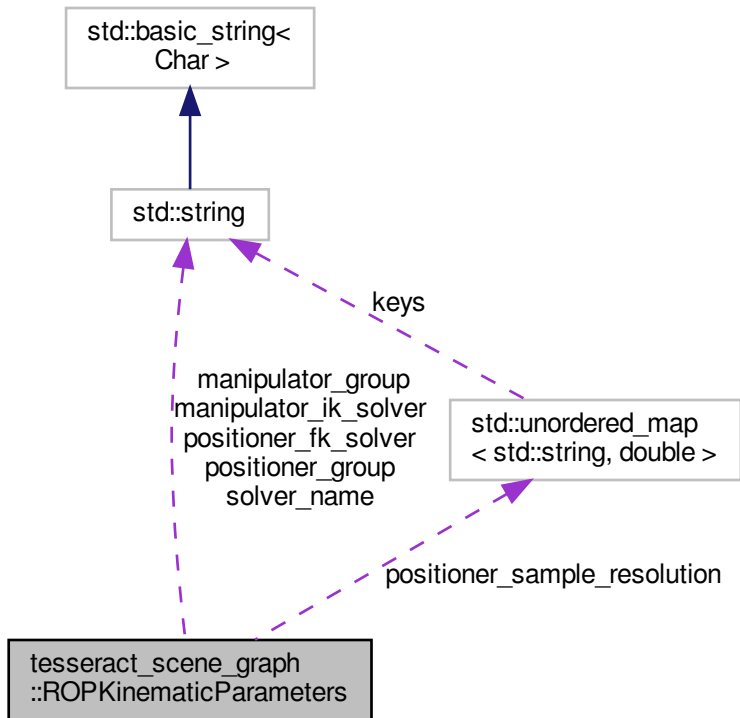 std::basic_string<
Char >
std::string
keys
manipulator_group
manipulator_ik_solver
positioner_fk_solver
positioner_group
solver_name
std::unordered_map
< std::string, double >
positioner_sample_resolution
tesseract_scene_graph
::ROPKinematicParameters